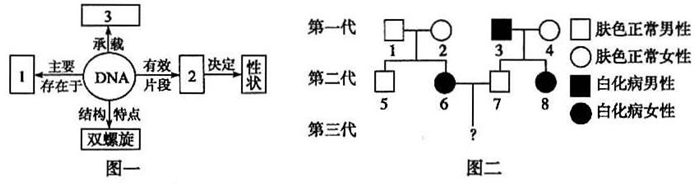 3
承载
1
主要
存在于
DNA
有效
片段
2
决定
性状
结构
特点
双螺旋
图一
第一代
1
2
3
4
第二代
5
6
7
8
第三代
?
肤色正常男性
肤色正常女性
白化病男性
白化病女性
图二